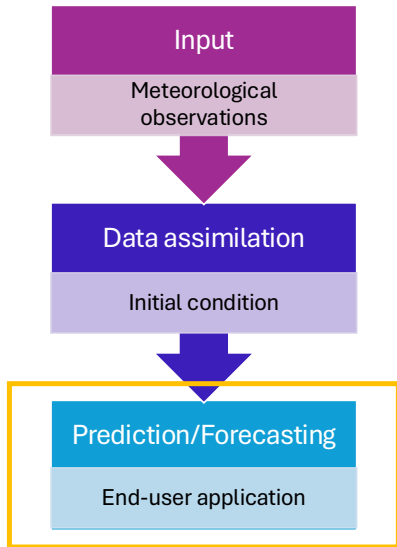 Input
Meteorological
observations
Data assimilation
Initial condition
Prediction/Forecasting
End-user application